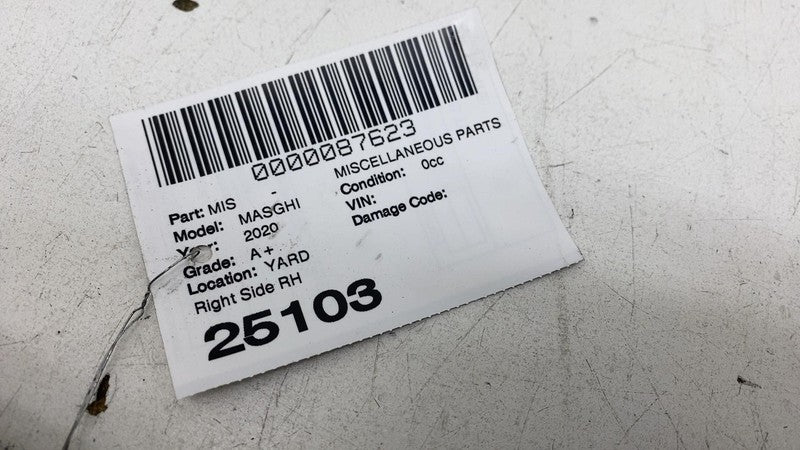 0000087623
Part: MIS - MISCELLANEOUS PARTS
Model: MASGHI Condition: 0cc
2020 VIN:
Grade: A+ Damage Code:
Location: YARD
Right Side RH
25103